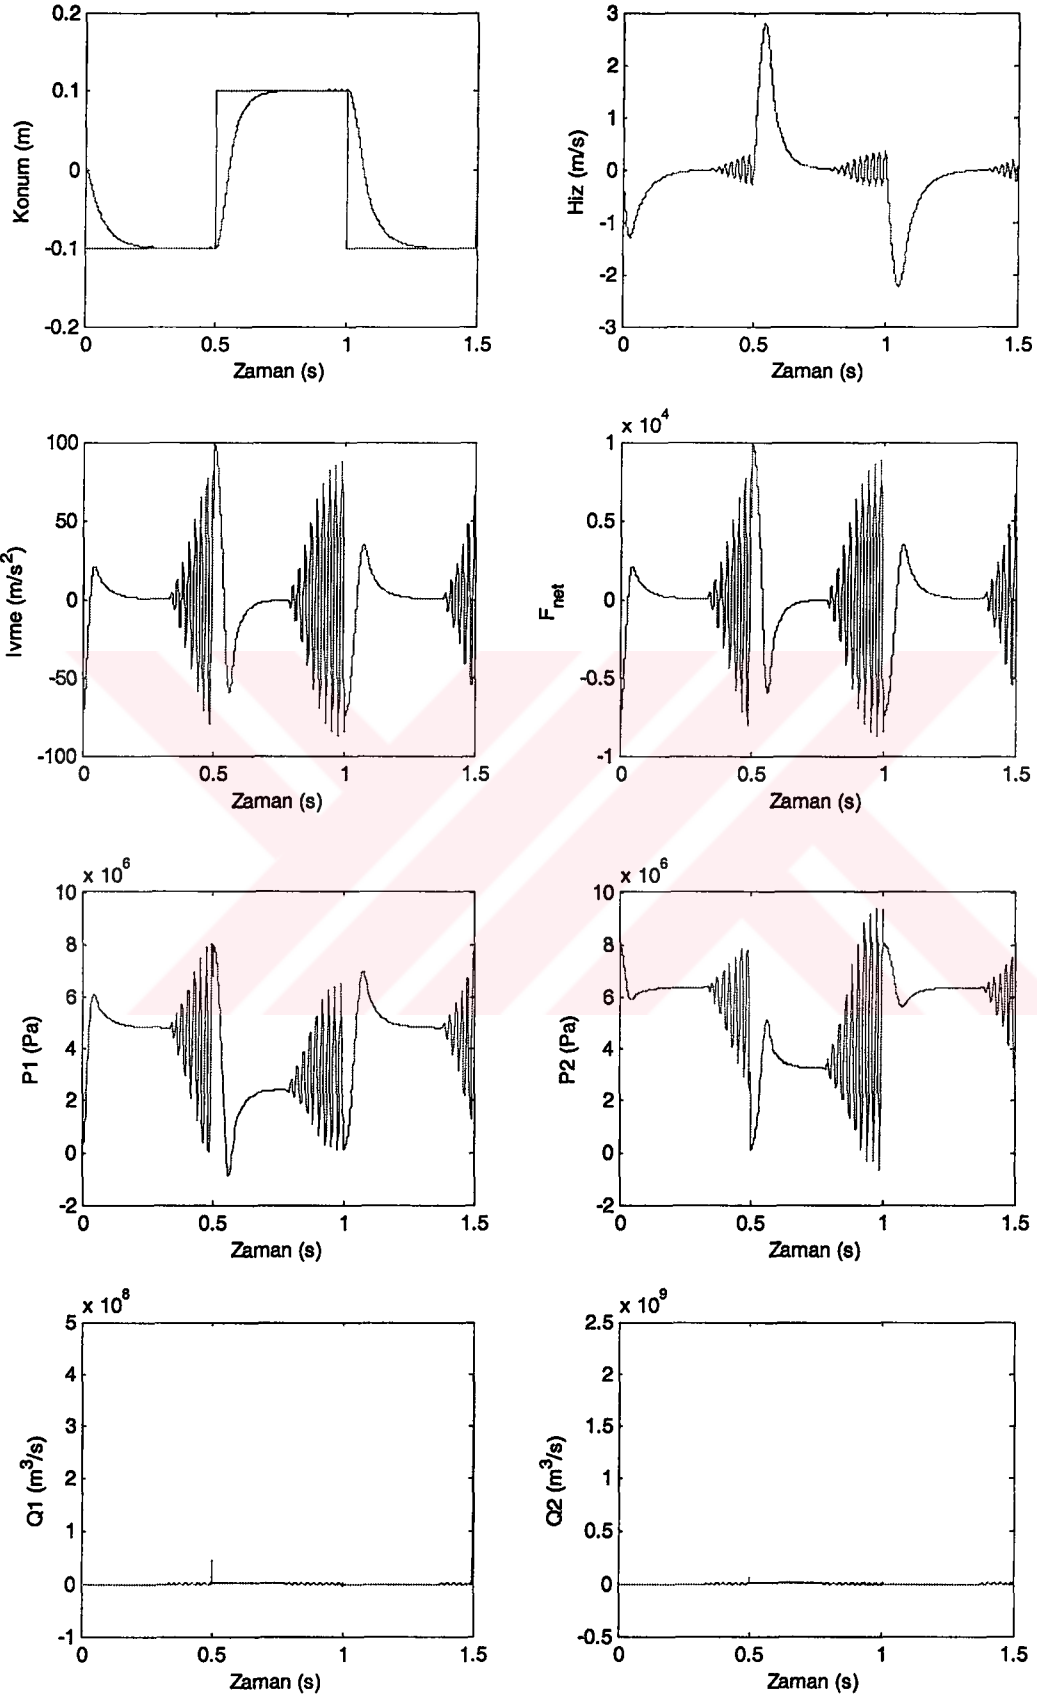 0.2
0.1
0
-0.1
-0.2
Konum (m)
0 0.5 1 1.5
Zaman (s)
3
2
1
0
-1
-2
-3
Hiz (m/s)
0 0.5 1 1.5
Zaman (s)
100
50
0
-50
-100
Ivme (m/s²)
0 0.5 1 1.5
Zaman (s)
x 10⁴
1
0.5
0
-0.5
-1
Fnet
0 0.5 1 1.5
Zaman (s)
x 10⁶
10
8
6
4
2
0
-2
P1 (Pa)
0 0.5 1 1.5
Zaman (s)
x 10⁶
10
8
6
4
2
0
-2
P2 (Pa)
0 0.5 1 1.5
Zaman (s)
x 10⁸
5
4
3
2
1
0
-1
Q1 (m³/s)
0 0.5 1 1.5
Zaman (s)
x 10⁹
2.5
2
1.5
1
0.5
0
-0.5
Q2 (m³/s)
0 0.5 1 1.5
Zaman (s)